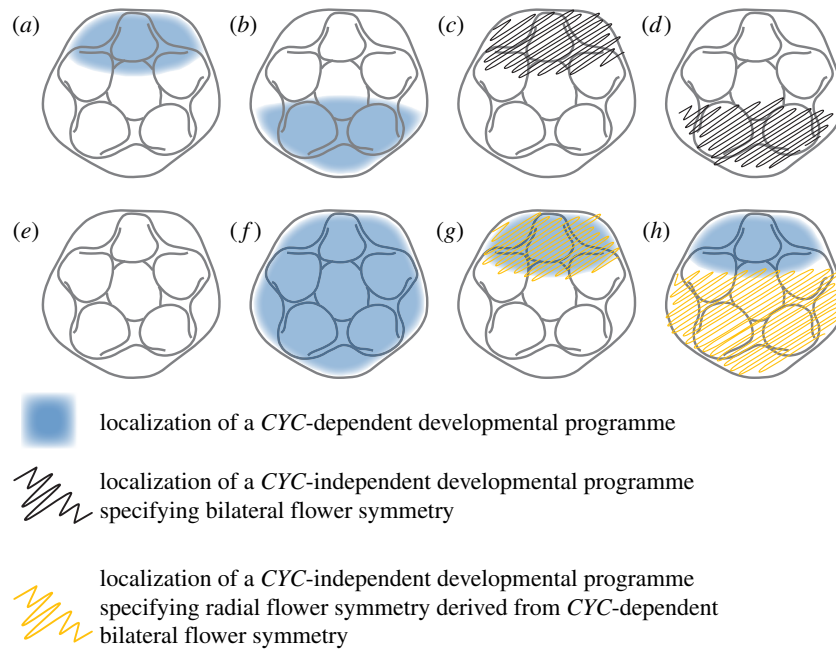 (a) (b) (c) (d)
(e) (f) (g) (h)
localization of a CYC-dependent developmental programme
localization of a CYC-independent developmental programme
specifying bilateral flower symmetry
localization of a CYC-independent developmental programme
specifying radial flower symmetry derived from CYC-dependent
bilateral flower symmetry